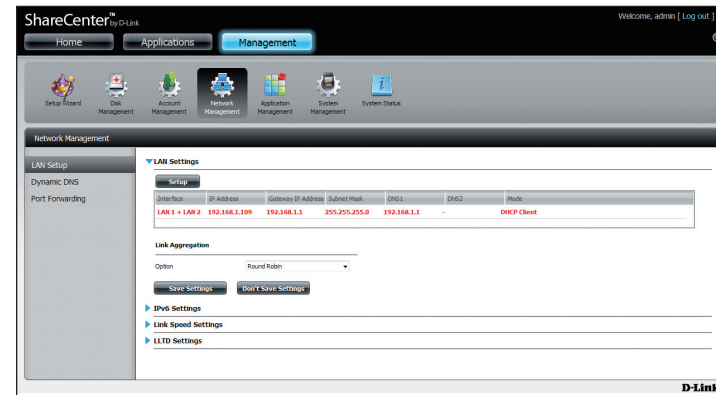 ShareCenter™ by D-Link
Welcome, admin [ Log out ]
Home Applications Management
Setup Wizard Disk Management Account Management Network Management Application Management System Management System Status
Network Management
LAN Setup
Dynamic DNS
Port Forwarding
LAN Settings
Setup
Interface IP Address Gateway IP Address Subnet Mask DNS1 DNS2 Mode
LAN 1 + LAN 2 192.168.1.109 192.168.1.1 255.255.255.0 192.168.1.1 - DHCP Client
Link Aggregation
Option Round Robin
Save Settings Don't Save Settings
IPv6 Settings
Link Speed Settings
LLTD Settings
D-Link